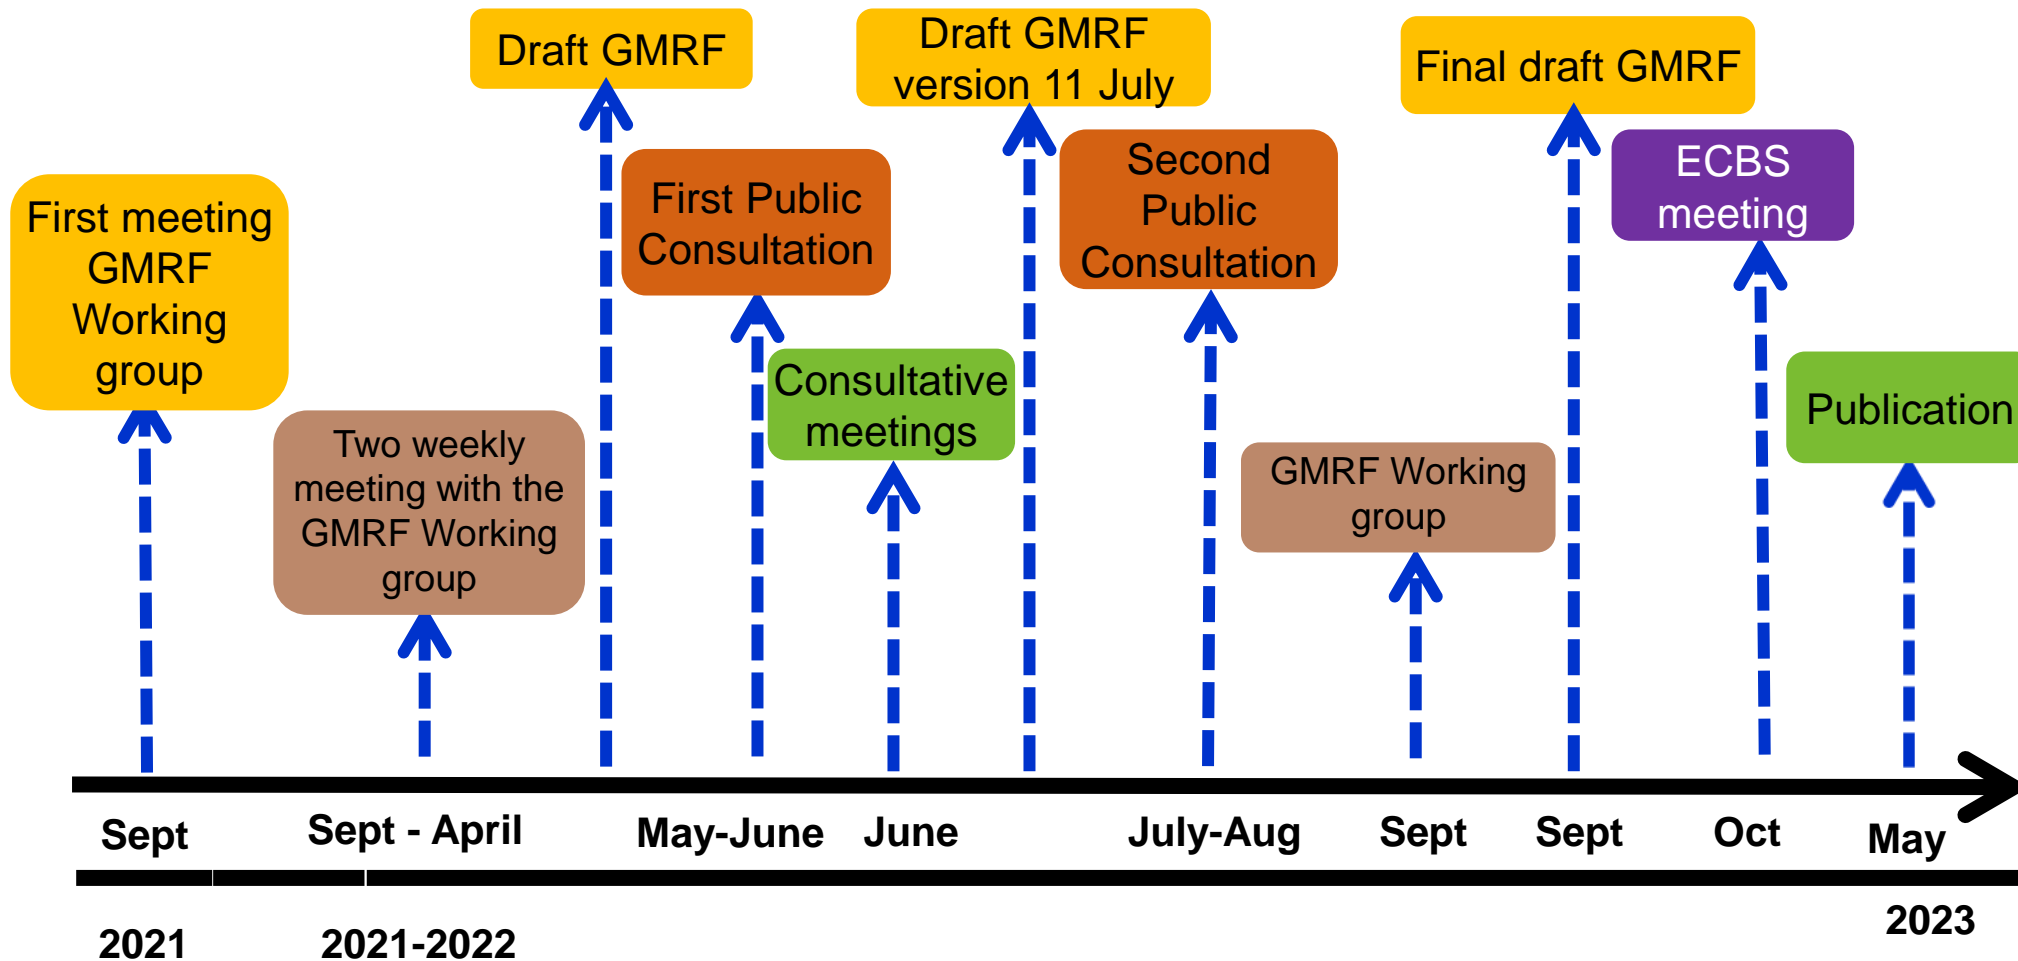 Draft GMRF
Draft GMRF
version 11 July
Final draft GMRF
First meeting
GMRF
Working
group
First Public
Consultation
Second
Public
Consultation
ECBS
meeting
Two weekly
meeting with the
GMRF Working
group
Consultative
meetings
GMRF Working
group
Publication
Sept
Sept - April
May-June
June
July-Aug
Sept
Sept
Oct
May
2021
2021-2022
2023